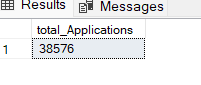 Results Messages
total_Applications
1 38576